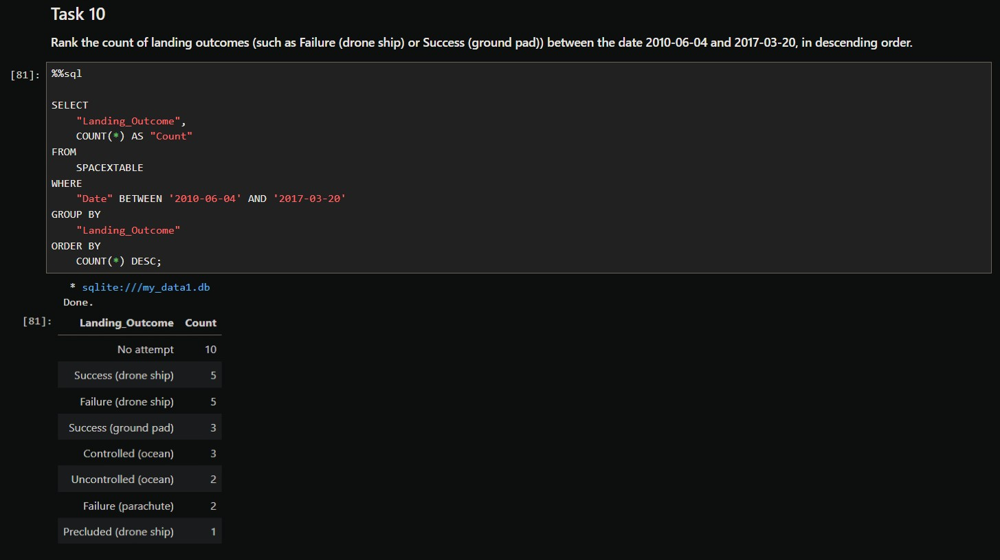 Task 10
Rank the count of landing outcomes (such as Failure (drone ship) or Success (ground pad)) between the date 2010-06-04 and 2017-03-20, in descending order.
[81]: %%sql
SELECT
"Landing_Outcome",
COUNT(*) AS "Count"
FROM
SPACEXTABLE
WHERE
"Date" BETWEEN '2010-06-04' AND '2017-03-20'
GROUP BY
"Landing_Outcome"
ORDER BY
COUNT(*) DESC;
* sqlite:///my_data1.db
Done.
[81]: Landing_Outcome Count
No attempt 10
Success (drone ship) 5
Failure (drone ship) 5
Success (ground pad) 3
Controlled (ocean) 3
Uncontrolled (ocean) 2
Failure (parachute) 2
Precluded (drone ship) 1